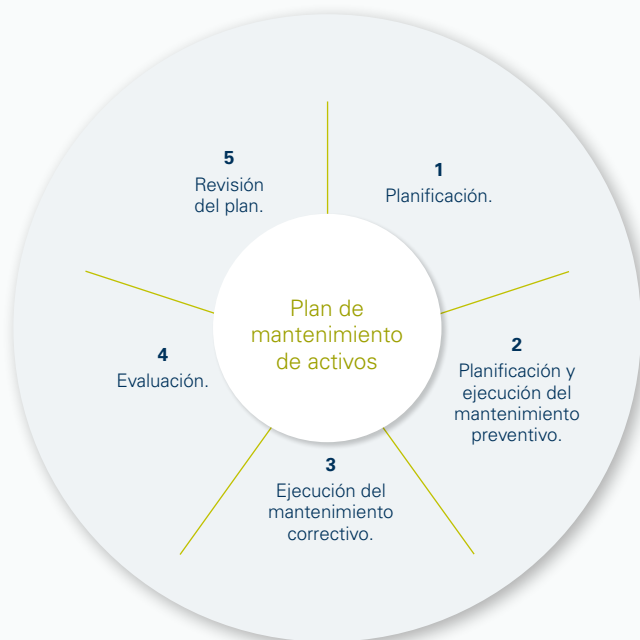 Plan de
mantenimiento
de activos
1
Planificación.
2
Planificación y
ejecución del
mantenimiento
preventivo.
3
Ejecución del
mantenimiento
correctivo.
4
Evaluación.
5
Revisión
del plan.